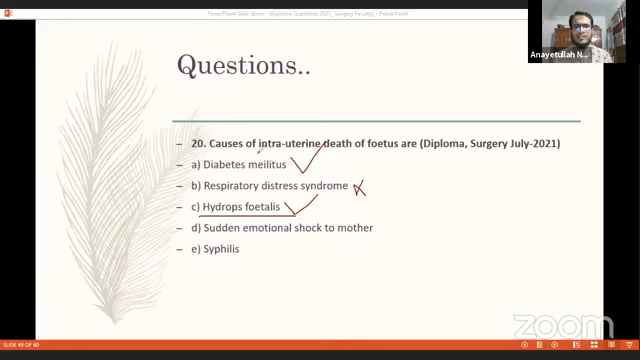 PowerPoint Slide Show - (Diploma Questions 2021_Surgery Faculty) - PowerPoint
Anayetullah N...
Questions..
– 20. Causes of intra-uterine death of foetus are (Diploma, Surgery July-2021)
– a) Diabetes meilitus
– b) Respiratory distress syndrome
– c) Hydrops foetalis
– d) Sudden emotional shock to mother
– e) Syphilis
zoom
SLIDE 49 OF 60